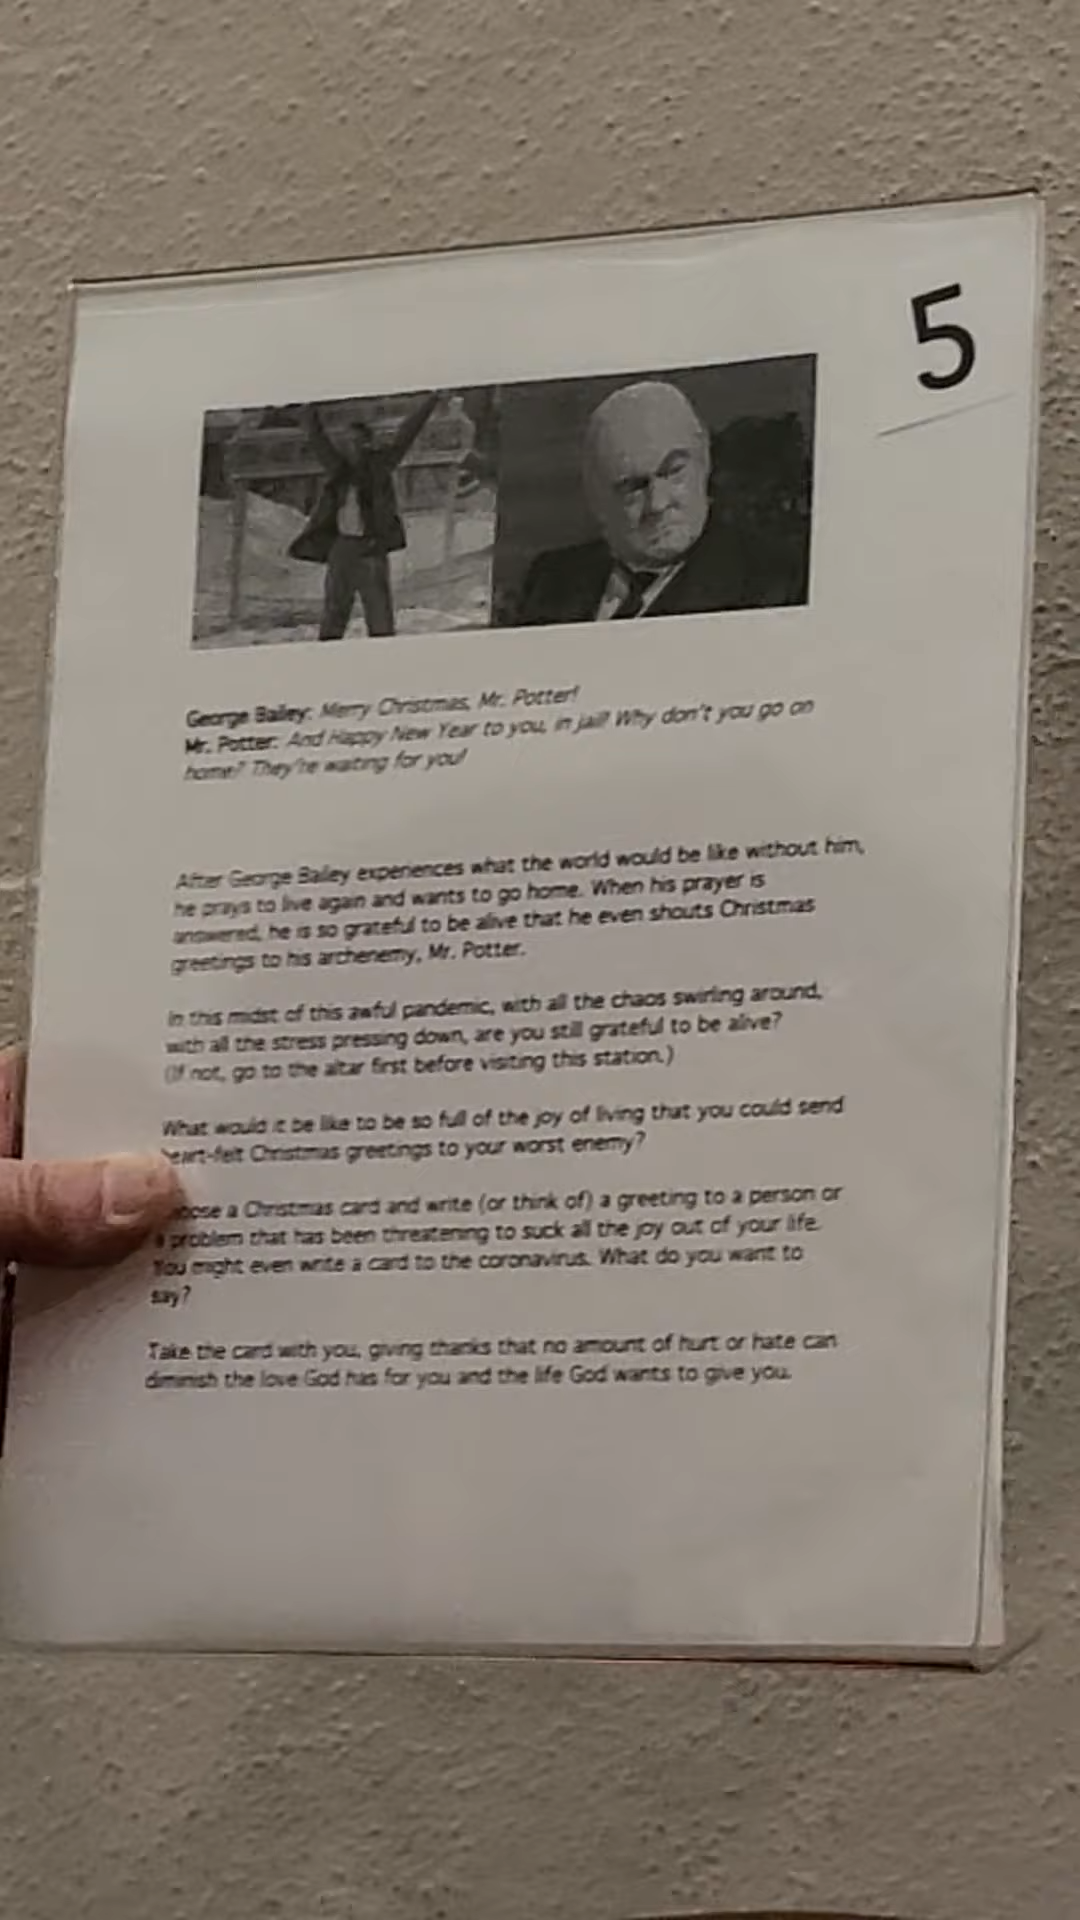 5
George Bailey: Merry Christmas, Mr. Potter!
Mr. Potter: And Happy New Year to you, in jail! Why don't you go on
home? They're waiting for you!
After George Bailey experiences what the world would be like without him,
he prays to live again and wants to go home. When his prayer is
answered, he is so grateful to be alive that he even shouts Christmas
greetings to his archenemy, Mr. Potter.
In this midst of this awful pandemic, with all the chaos swirling around,
with all the stress pressing down, are you still grateful to be alive?
(If not, go to the altar first before visiting this station.)
What would it be like to be so full of the joy of living that you could send
heart-felt Christmas greetings to your worst enemy?
oose a Christmas card and write (or think of) a greeting to a person or
a problem that has been threatening to suck all the joy out of your life.
You might even write a card to the coronavirus. What do you want to
say?
Take the card with you, giving thanks that no amount of hurt or hate can
diminish the love God has for you and the life God wants to give you.